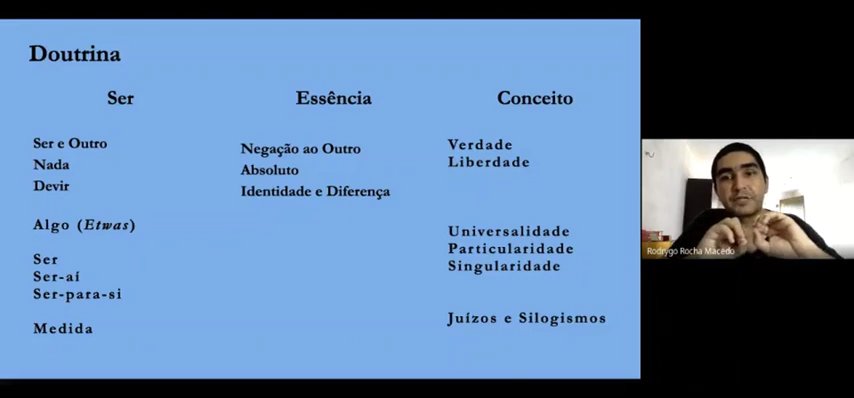 Doutrina
Ser
Ser e Outro
Nada
Devir
Algo (Etwas)
Ser
Ser-aí
Ser-para-si
Medida
Essência
Negação ao Outro
Absoluto
Identidade e Diferença
Conceito
Verdade
Liberdade
Universalidade
Particularidade
Singularidade
Juízos e Silogismos
Rodrygo Rocha Macedo